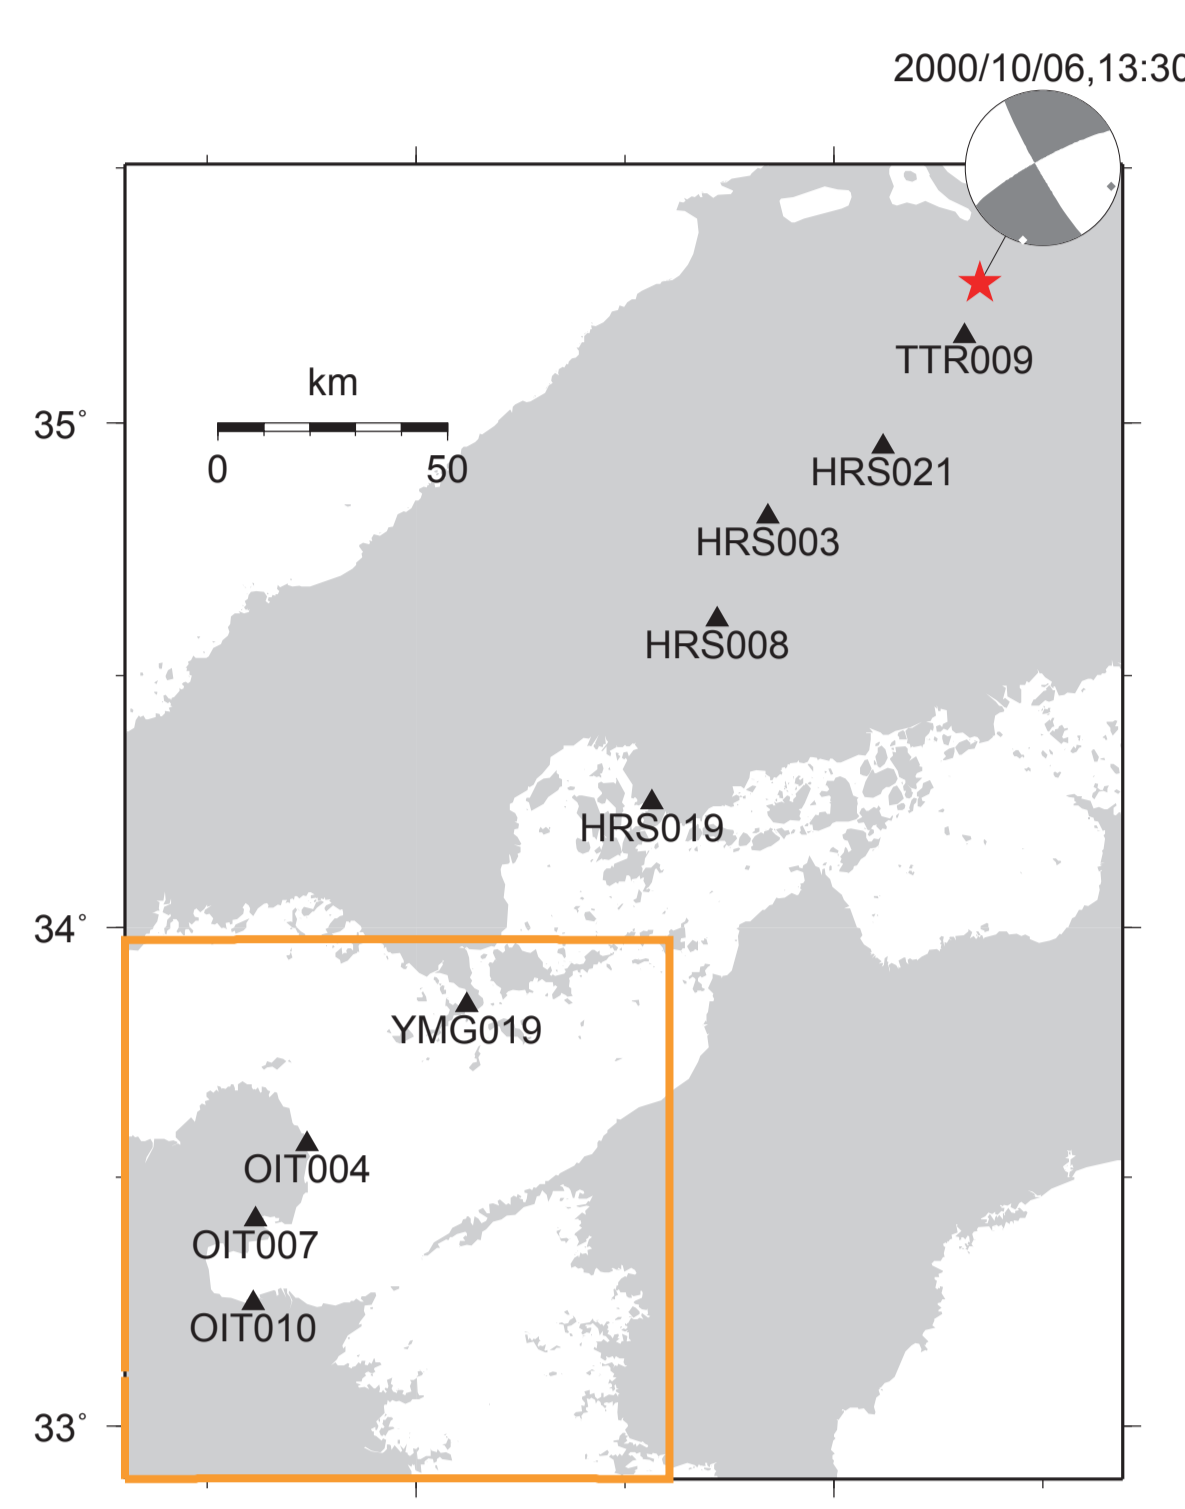 2000/10/06,13:30
TTR009
km
35°
0 50
HRS021
HRS003
HRS008
HRS019
34°
YMG019
OIT004
OIT007
OIT010
33°